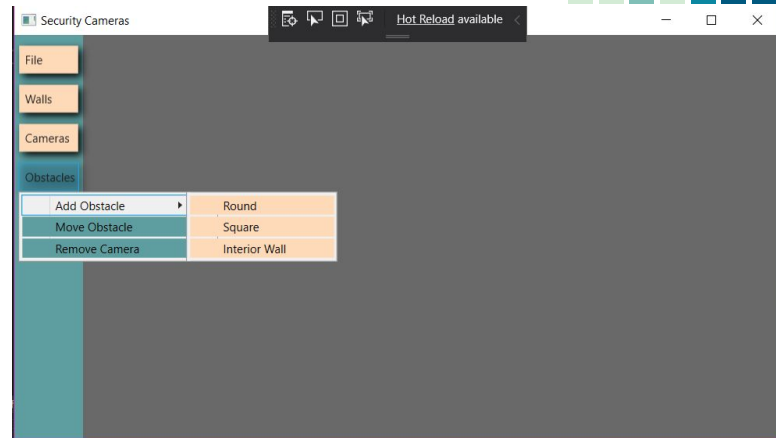 Security Cameras
Hot Reload available
File
Walls
Cameras
Obstacles
Add Obstacle
Round
Move Obstacle
Square
Remove Camera
Interior Wall